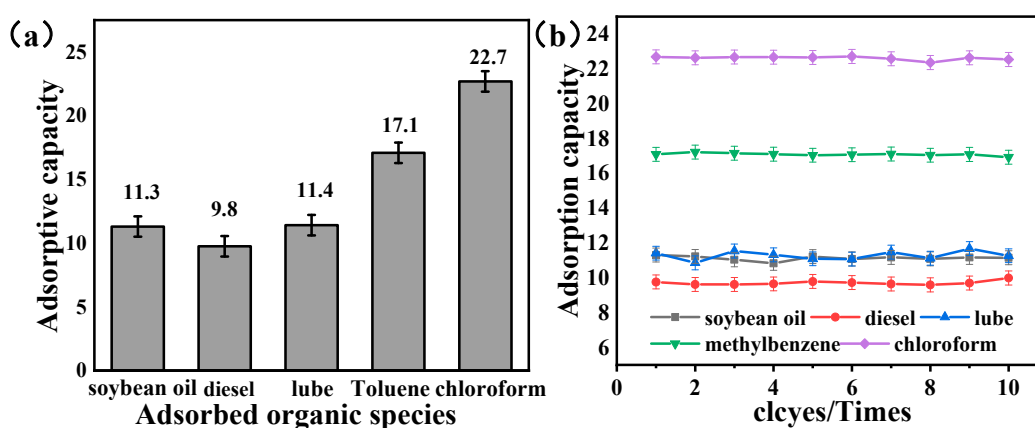 (a)
Adsorptive capacity
25
20
15
10
5
0
11.3
9.8
11.4
17.1
22.7
soybean oil diesel lube Toluene chloroform
Adsorbed organic species
(b)
Adsorption capacity
24
22
20
18
16
14
12
10
8
6
soybean oil diesel lube
methylbenzene chloroform
0 2 4 6 8 10
clcyes/Times